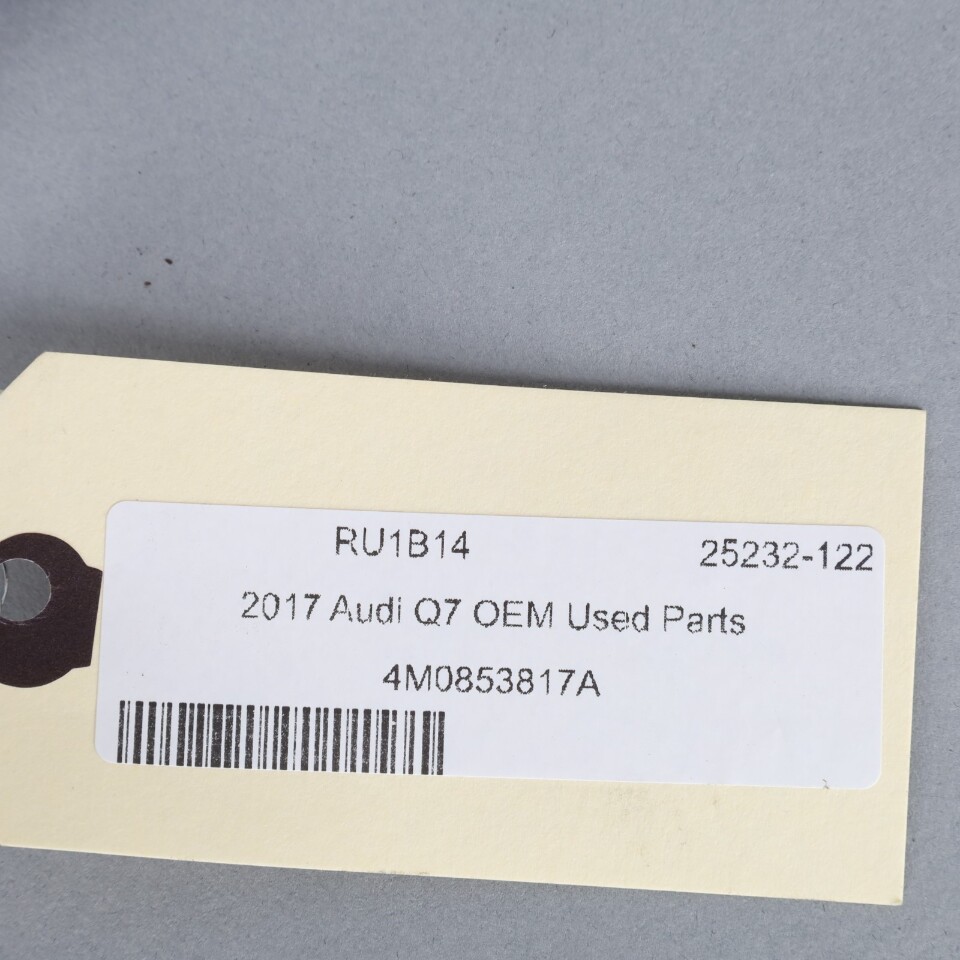 RU1B14 25232-122
2017 Audi Q7 OEM Used Parts
4M0853817A